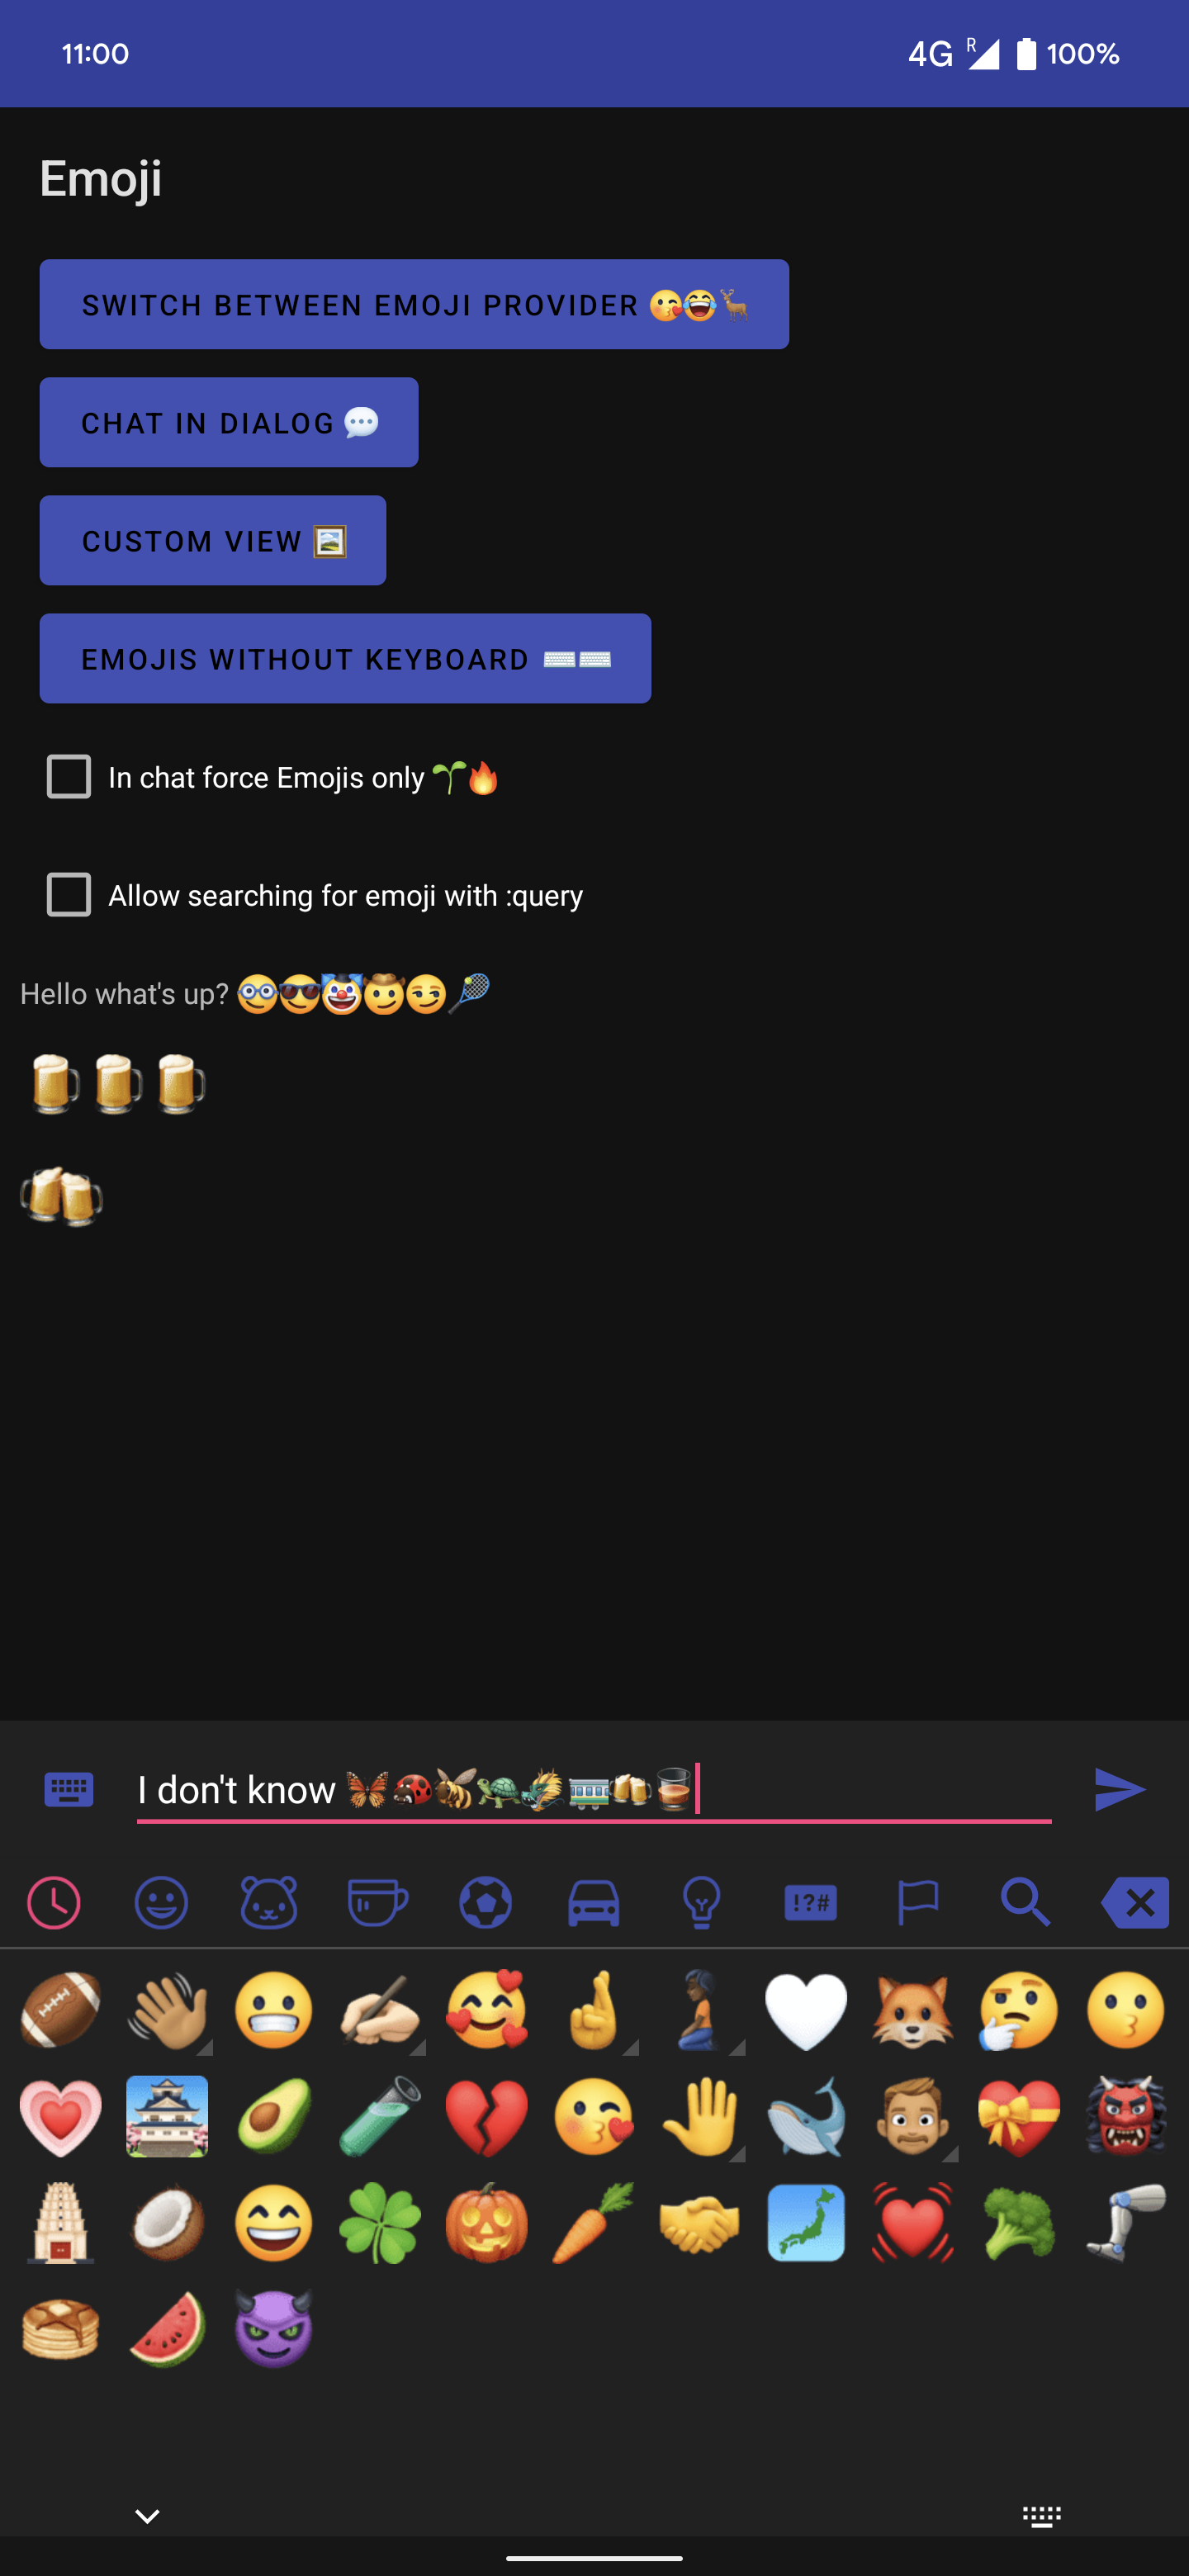 11:00 4G R 100%
Emoji
SWITCH BETWEEN EMOJI PROVIDER 😘😂🦌
CHAT IN DIALOG 💬
CUSTOM VIEW 🖼️
EMOJIS WITHOUT KEYBOARD ⌨️⌨️
In chat force Emojis only 🌱🔥
Allow searching for emoji with :query
Hello what's up? 🤓😎🤡🤠😏🎾
🍺🍺🍺
🍻
I don't know 🦋🐞🐝🐢🐉🚃🍻🥃
!?#